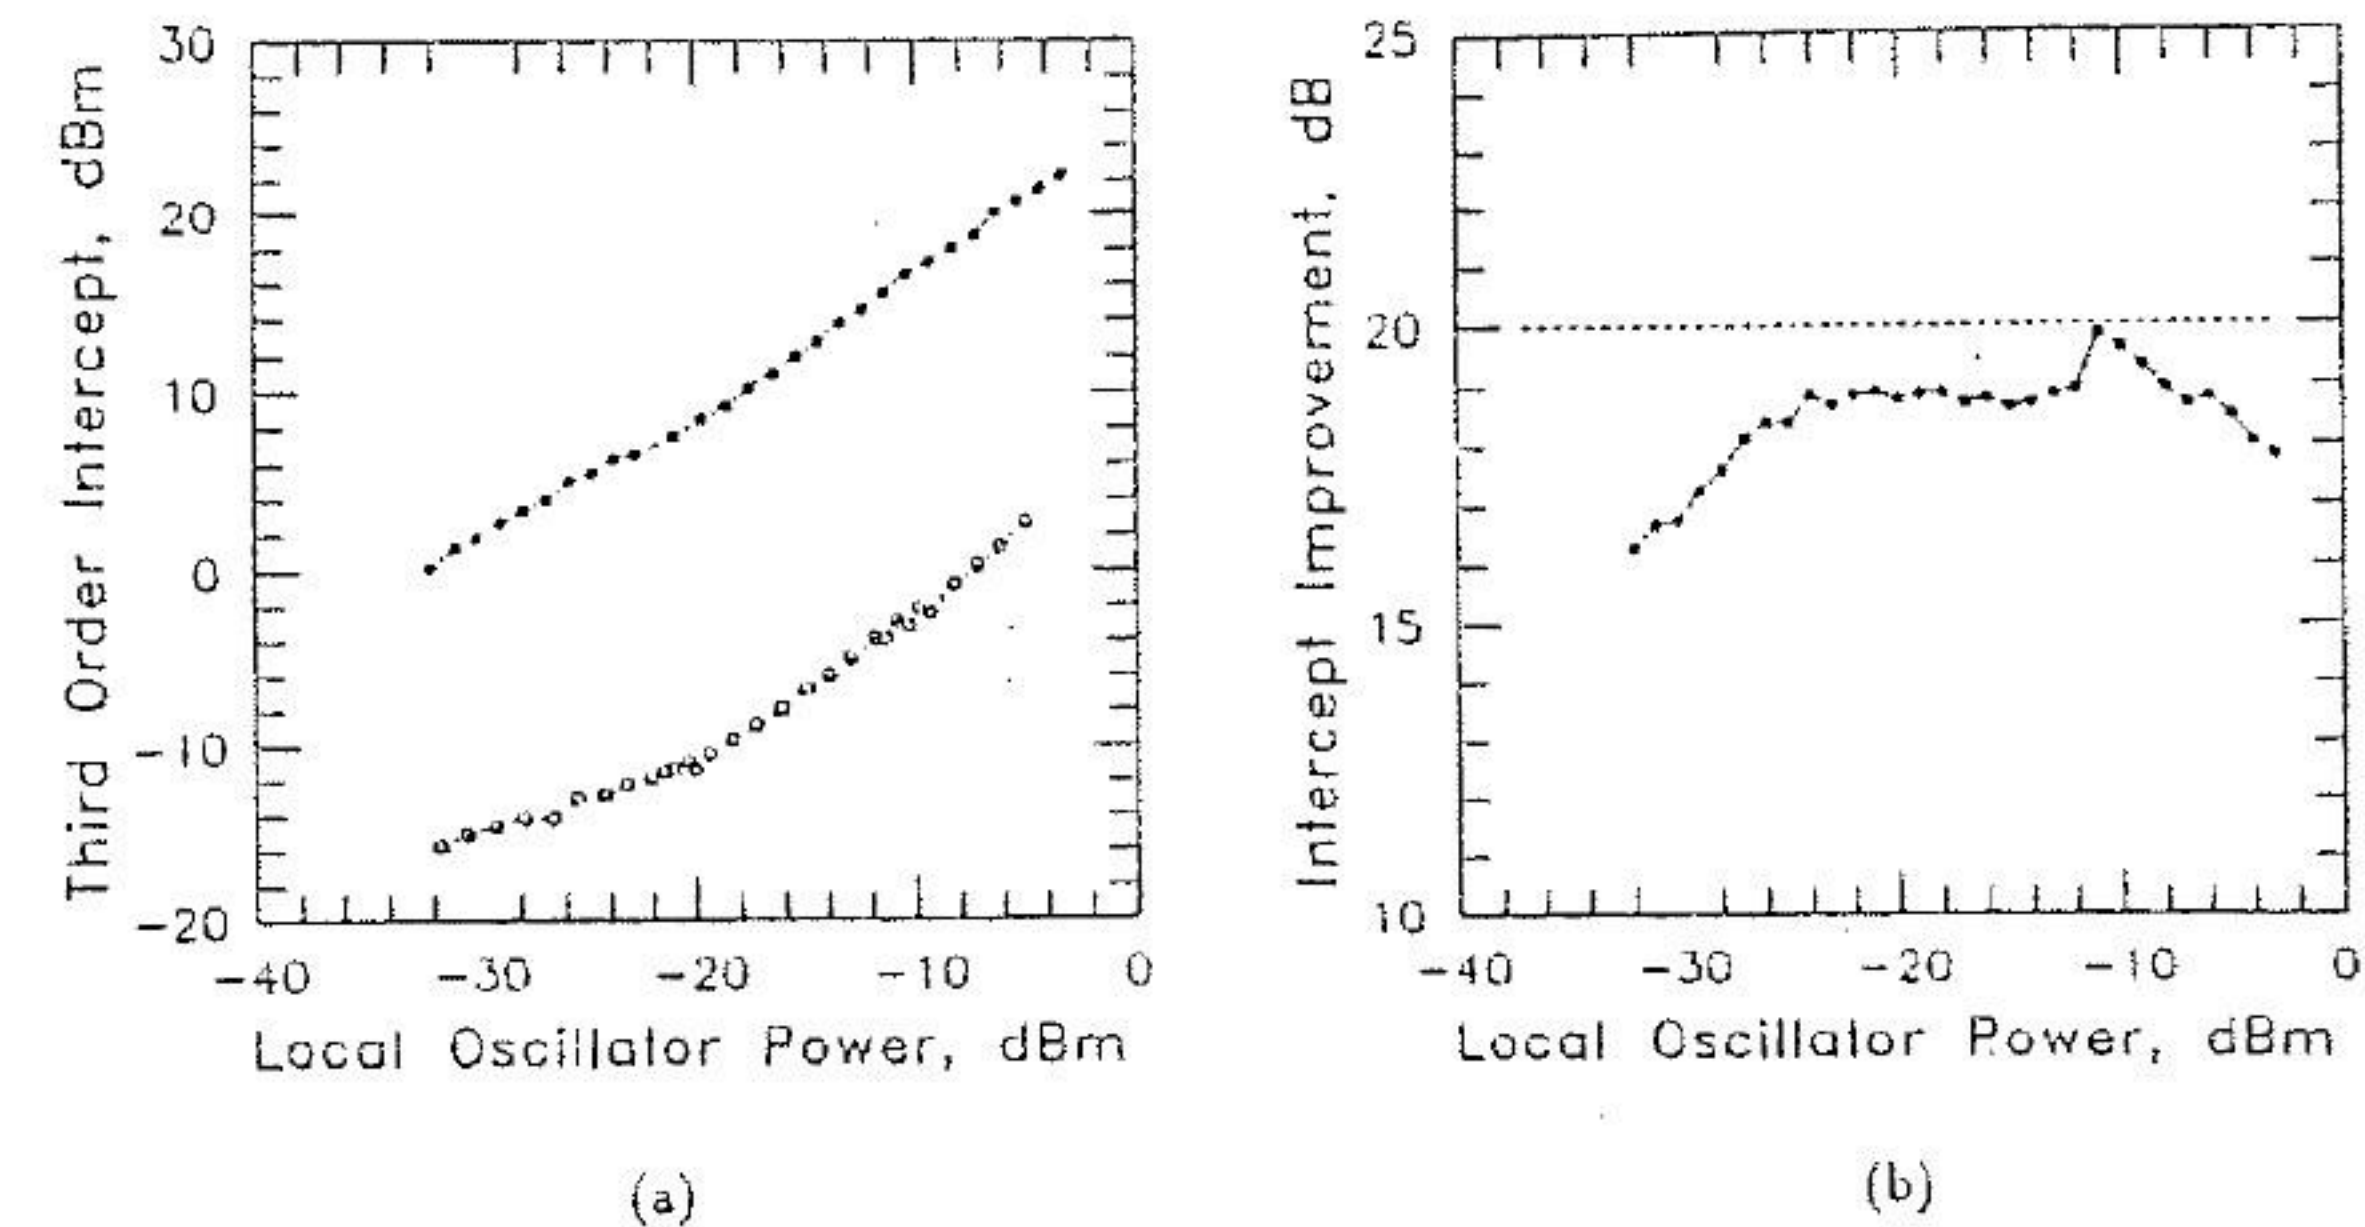 Third Order Intercept, dBm
30
20
10
0
-10
-20
-40 -30 -20 -10 0
Local Oscillator Power, dBm
(a)
Intercept Improvement, dB
25
20
15
10
-40 -30 -20 -10 0
Local Oscillator Power, dBm
(b)